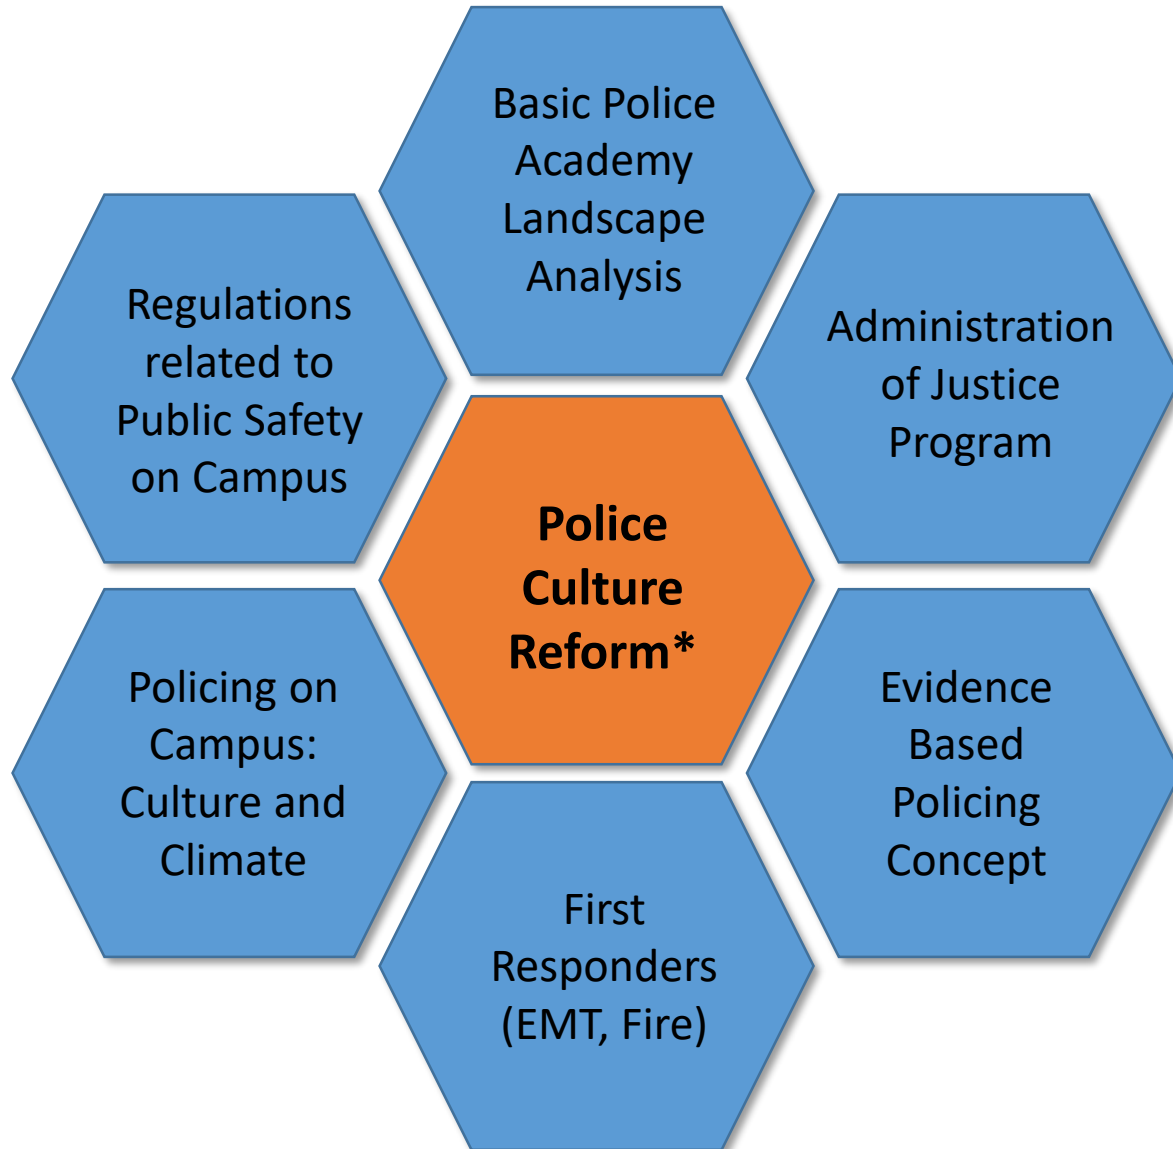 Basic Police
Academy
Landscape
Analysis
Regulations
related to
Public Safety
on Campus
Administration
of Justice
Program
Police
Culture
Reform*
Policing on
Campus:
Culture and
Climate
Evidence
Based
Policing
Concept
First
Responders
(EMT, Fire)